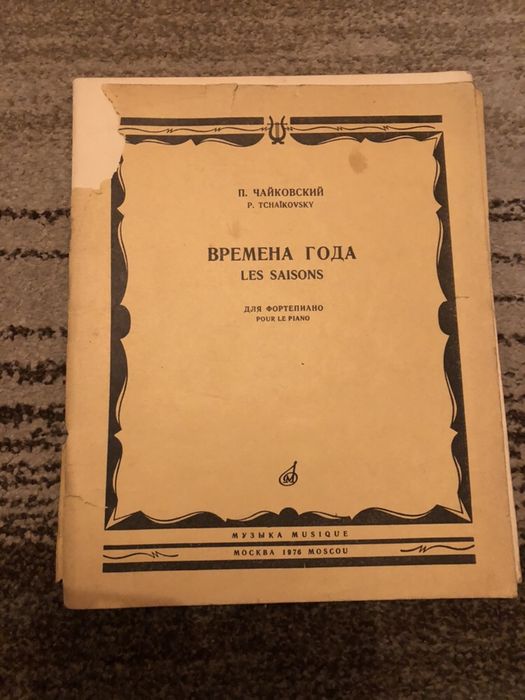 П. ЧАЙКОВСКИЙ
P. TCHAÏKOVSKY
ВРЕМЕНА ГОДА
LES SAISONS
ДЛЯ ФОРТЕПИАНО
POUR LE PIANO
МУЗЫКА MUSIQUE
МОСКВА 1976 MOSCOU